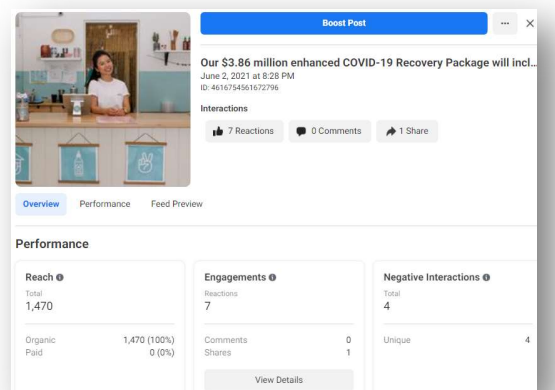 Boost Post
Our $3.86 million enhanced COVID-19 Recovery Package will incl...
June 2, 2021 at 8:28 PM
ID: 4616754561672796
Interactions
7 Reactions
0 Comments
1 Share
Overview Performance Feed Preview
Performance
Reach
Total
1,470
Organic 1,470 (100%)
Paid 0 (0%)
Engagements
Reactions
7
Comments 0
Shares 1
View Details
Negative Interactions
Total
4
Unique 4